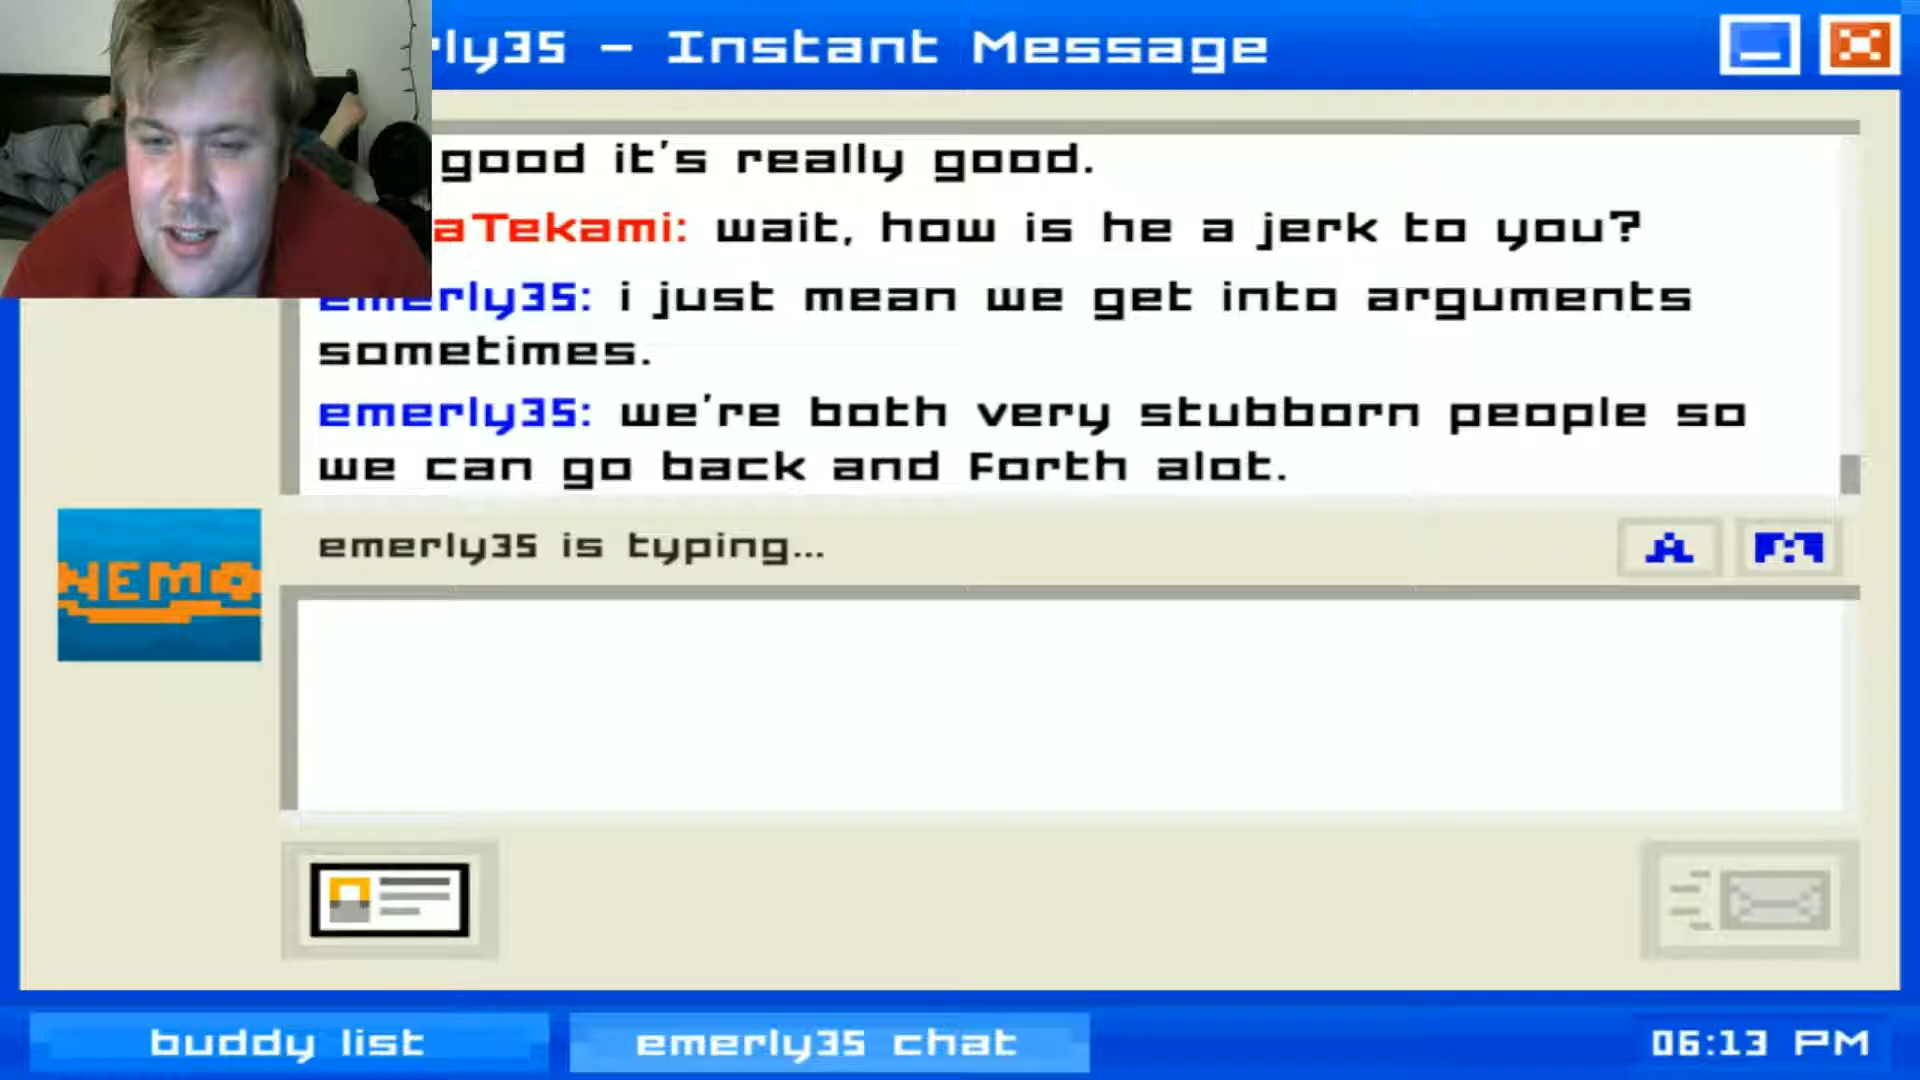 rly35 - Instant Message
good it's really good.
aTekami: wait, how is he a jerk to you?
emerly35: i just mean we get into arguments
sometimes.
emerly35: we're both very stubborn people so
we can go back and forth alot.
emerly35 is typing...
A
NEMO
buddy list
emerly35 chat
06:13 PM